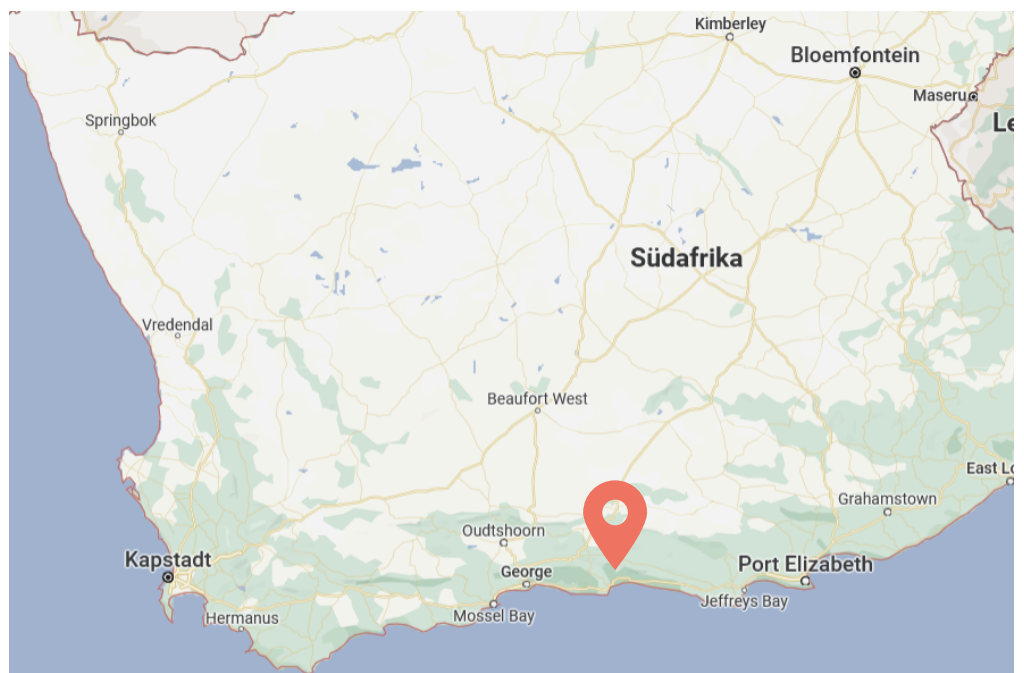 Kimberley
Bloemfontein
Maseru
Le
Springbok
Südafrika
Vredendal
Beaufort West
East Lo
Grahamstown
Oudtshoorn
Kapstadt
George
Port Elizabeth
Jeffreys Bay
Mossel Bay
Hermanus